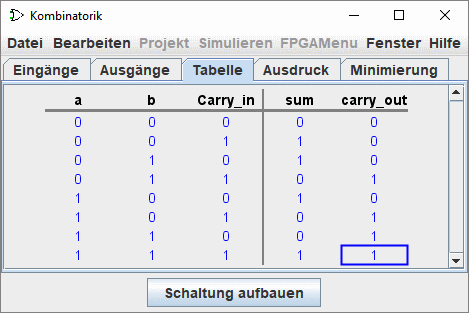 Kombinatorik
Datei Bearbeiten Projekt Simulieren FPGAMenu Fenster Hilfe
Eingänge Ausgänge Tabelle Ausdruck Minimierung
a b Carry_in sum carry_out
0 0 0 0 0
0 0 1 1 0
0 1 0 1 0
0 1 1 0 1
1 0 0 1 0
1 0 1 0 1
1 1 0 0 1
1 1 1 1 1
Schaltung aufbauen